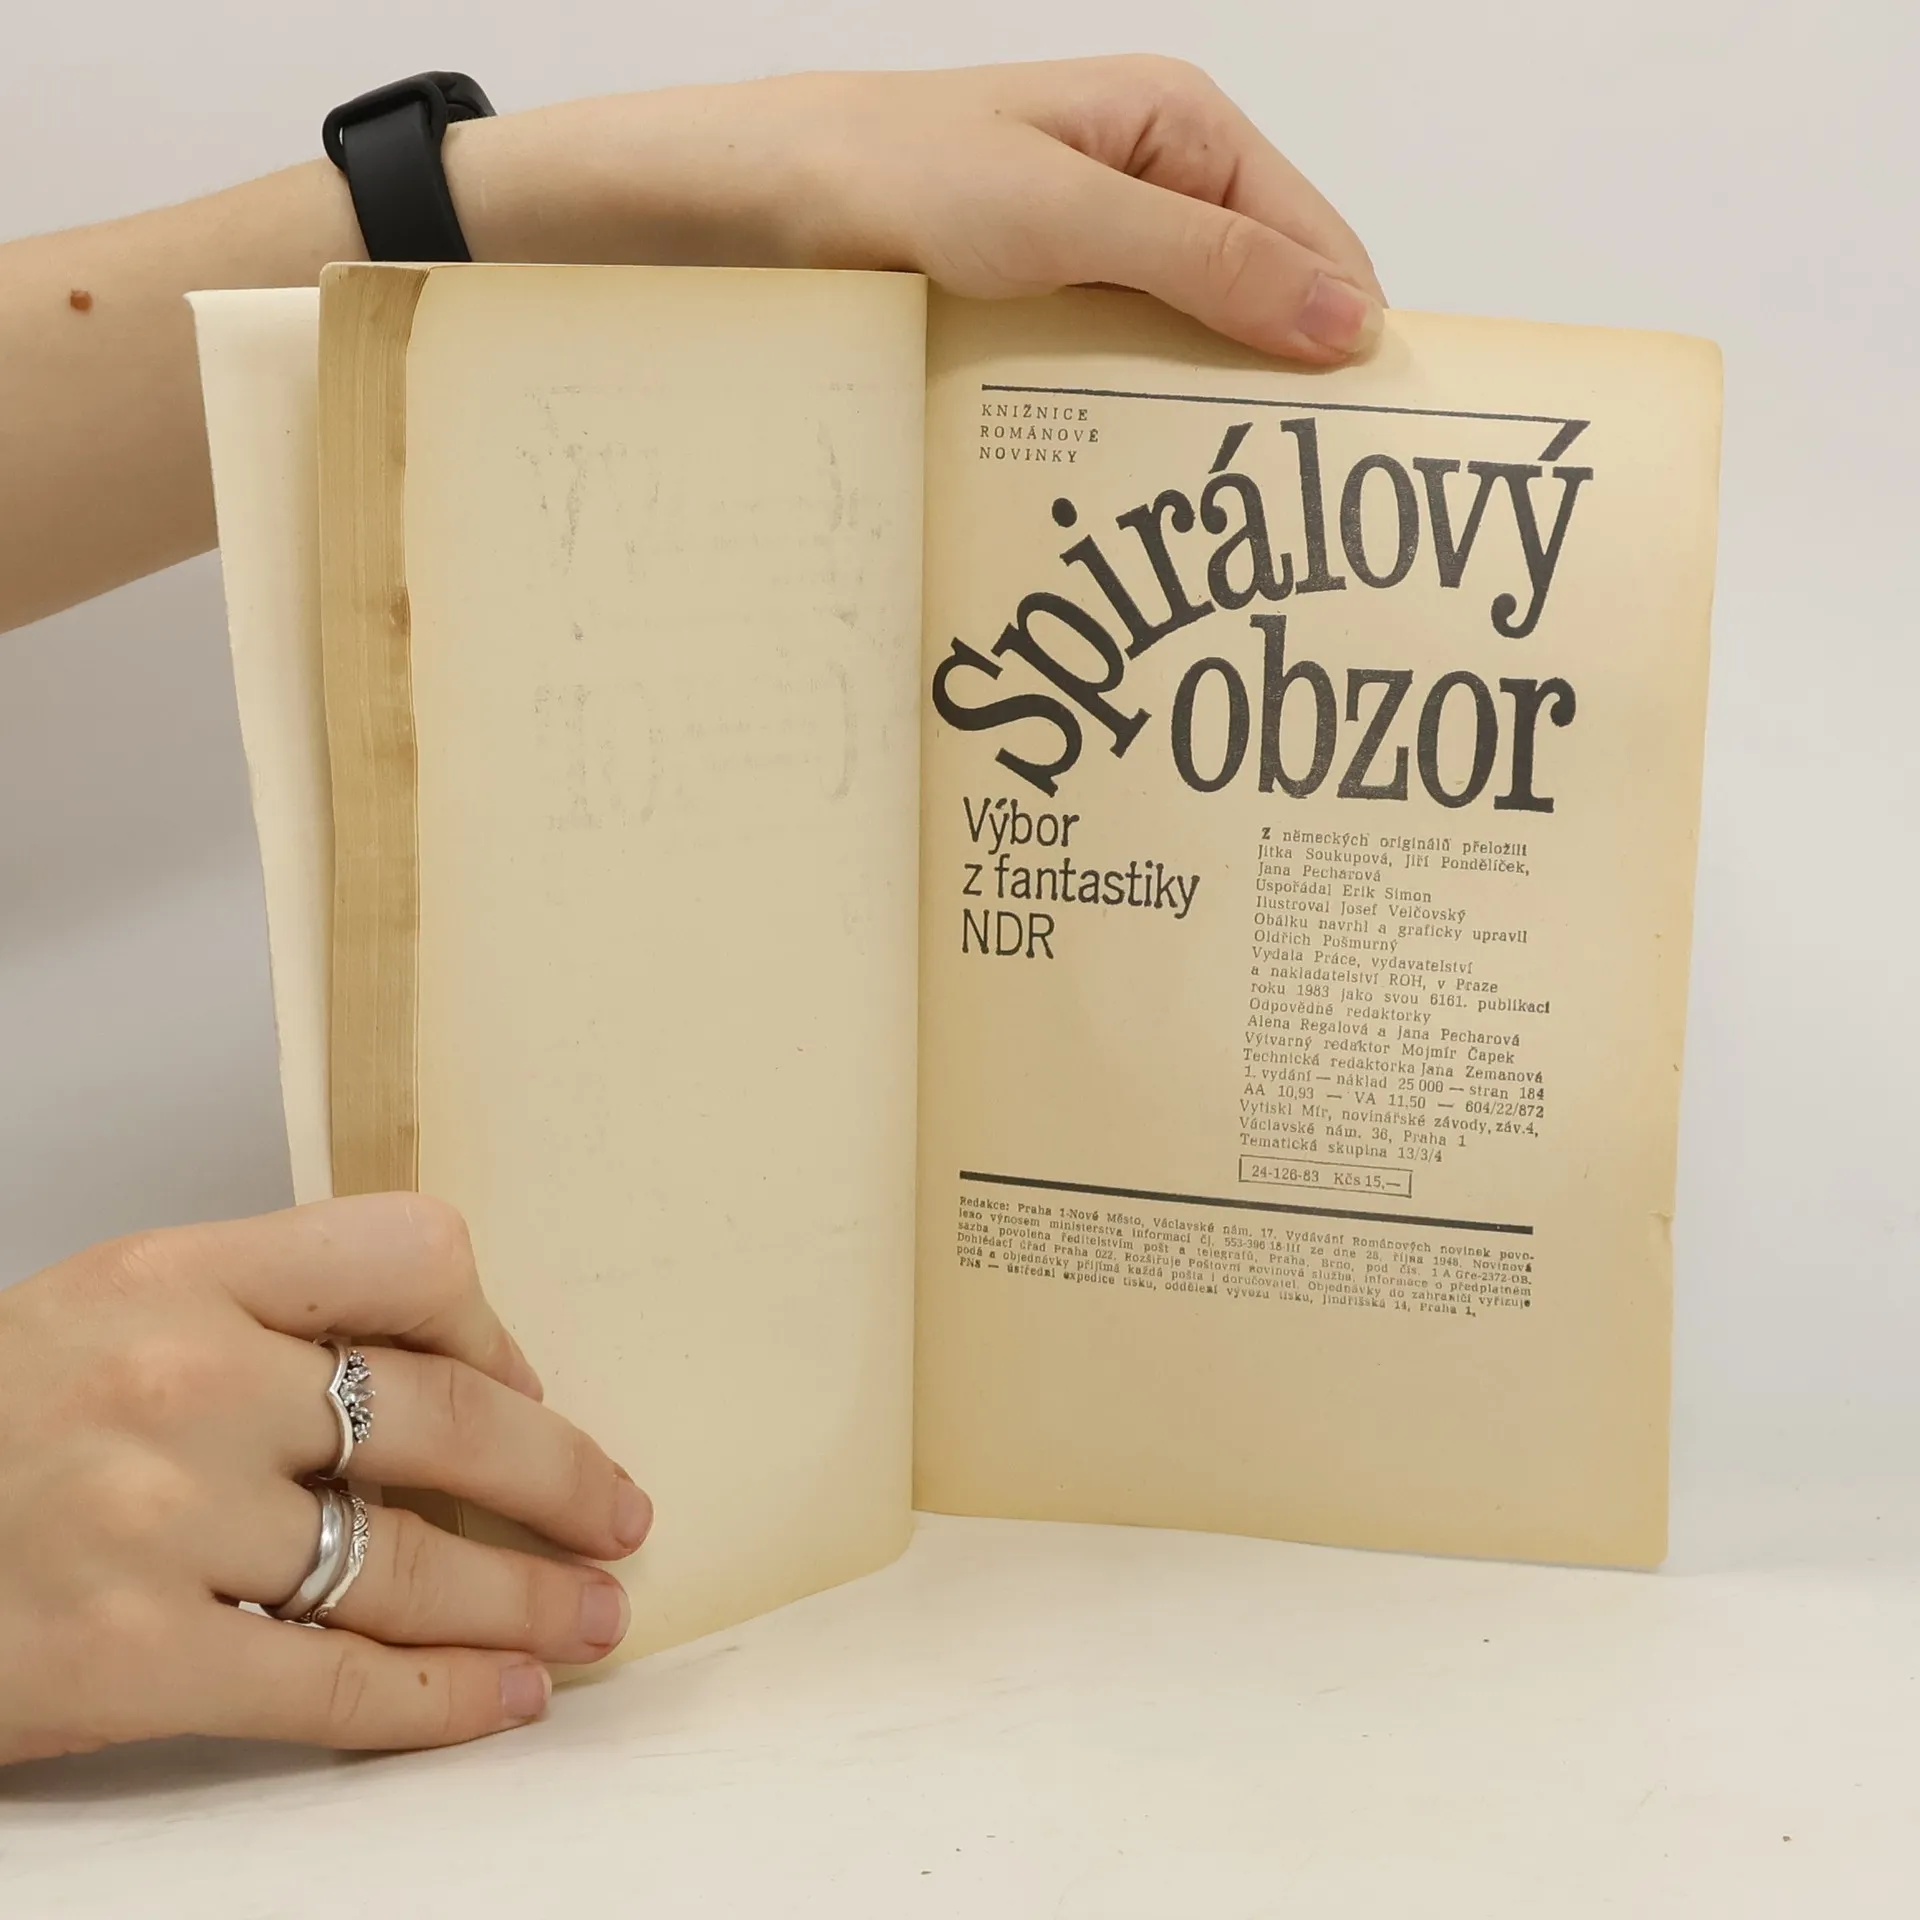 KNIŽNICE
ROMÁNOVÉ
NOVINKY
Spirálový
obzor
Výbor
z fantastiky
NDR
Z německých originálů přeložili
Jitka Soukupová, Jiří Pondělíček,
Jana Pecharová
Uspořádal Erik Simon
Ilustroval Josef Velčovský
Obálku navrhl a graficky upravil
Oldřich Pošmurný
Vydala Práce, vydavatelství
a nakladatelství ROH, v Praze
roku 1983 jako svou 6161. publikaci
Odpovědné redaktorky
Alena Regalová a Jana Pecharová
Výtvarný redaktor Mojmír Čapek
Technická redaktorka Jana Zemanová
1. vydání — náklad 25 000 — stran 184
AA 10,93 — VA 11,50 — 604/22/872
Vytiskl Mír, novinářské závody, záv.4,
Václavské nám. 36, Praha 1
Tematická skupina 13/3/4
24-126-83 Kčs 15,—
Redakce: Praha 1-Nové Město, Václavské nám. 17. Vydávání Románových novinek povo-
leno výnosem ministerstva informací čj. 553-396/18-III ze dne 28. října 1948. Novinová
sazba povolena ředitelstvím pošt a telegrafů, Praha, Brno, pod čís. 1 A Gre-2372-OB.
Dohlédací úřad Praha 022. Rozšiřuje Poštovní novinová služba, informace o předplatném
podá a objednávky přijímá každá pošta i doručovatel. Objednávky do zahraničí vyřizuje
PNS — ústřední expedice tisku, oddělení vývozu tisku, Jindřišská 14, Praha 1.